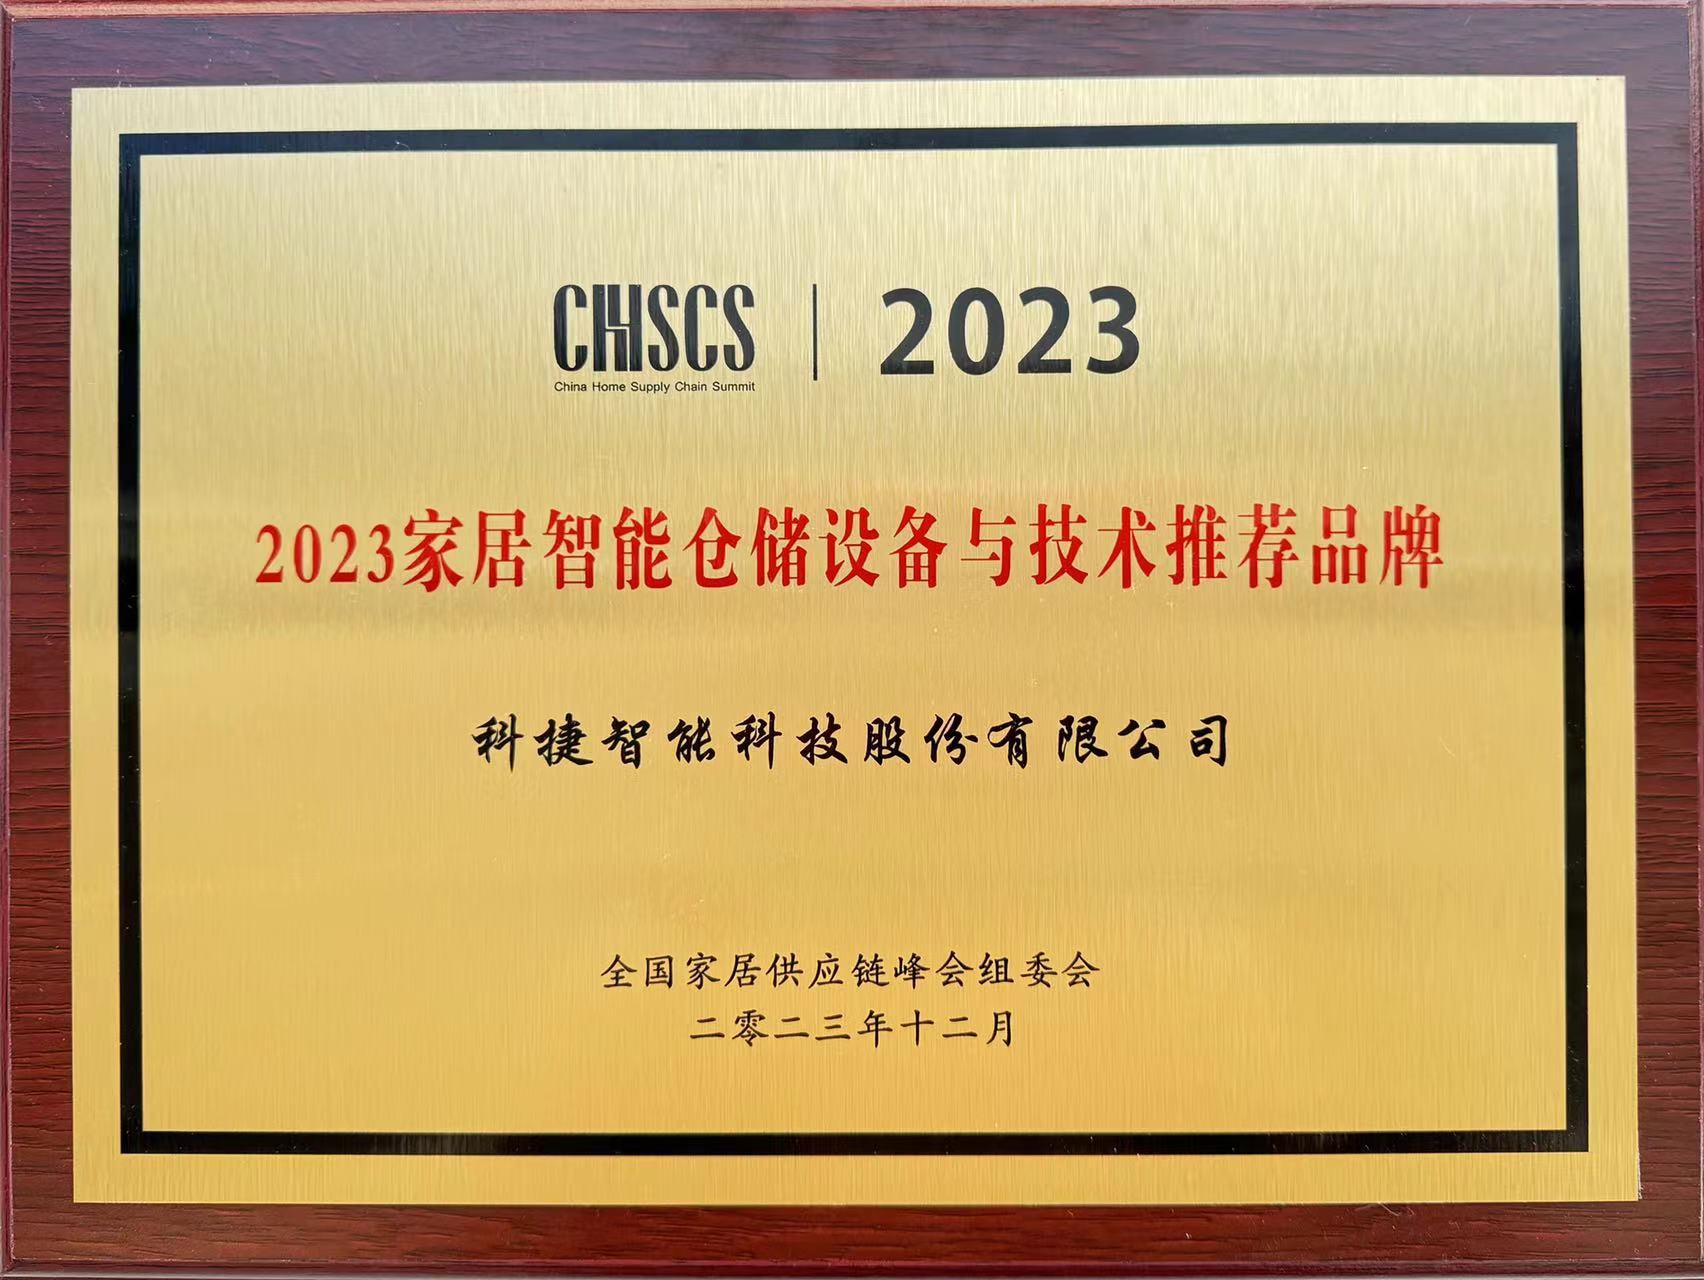 CHSCS | 2023
China Home Supply Chain Summit
2023家居智能仓储设备与技术推荐品牌
科捷智能科技股份有限公司
全国家居供应链峰会组委会
二零二三年十二月